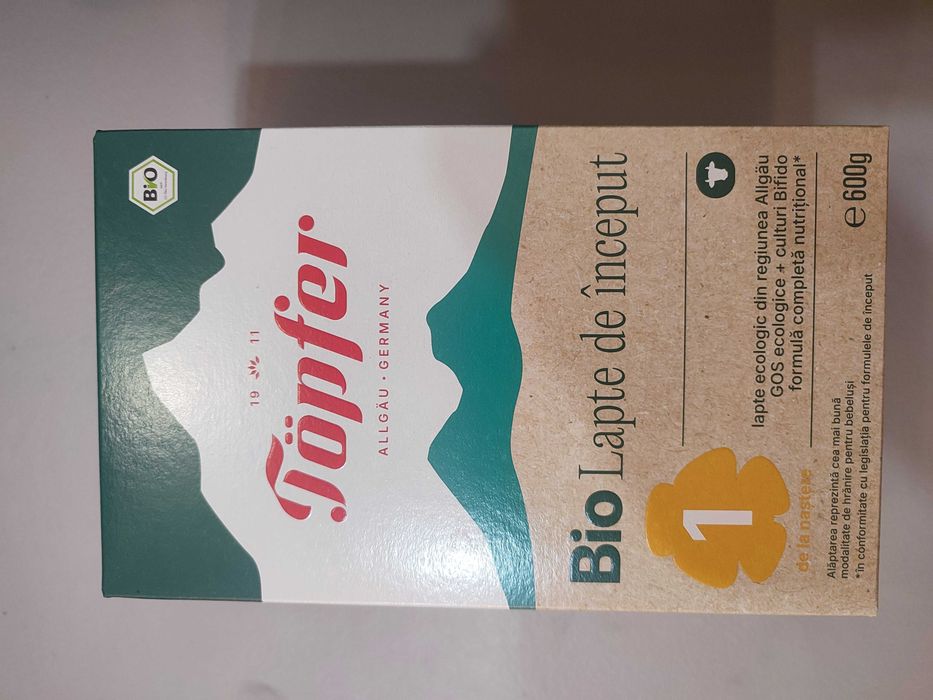 BiO
19 11
Töpfer
ALLGÄU · GERMANY
Bio Lapte de început
1
de la naștere
lapte ecologic din regiunea Allgäu
GOS ecologice + culturi Bifido
formulă completă nutrițional*
Alăptarea reprezintă cea mai bună
modalitate de hrănire pentru bebeluși
*în conformitate cu legislația pentru formulele de început
℮ 600g